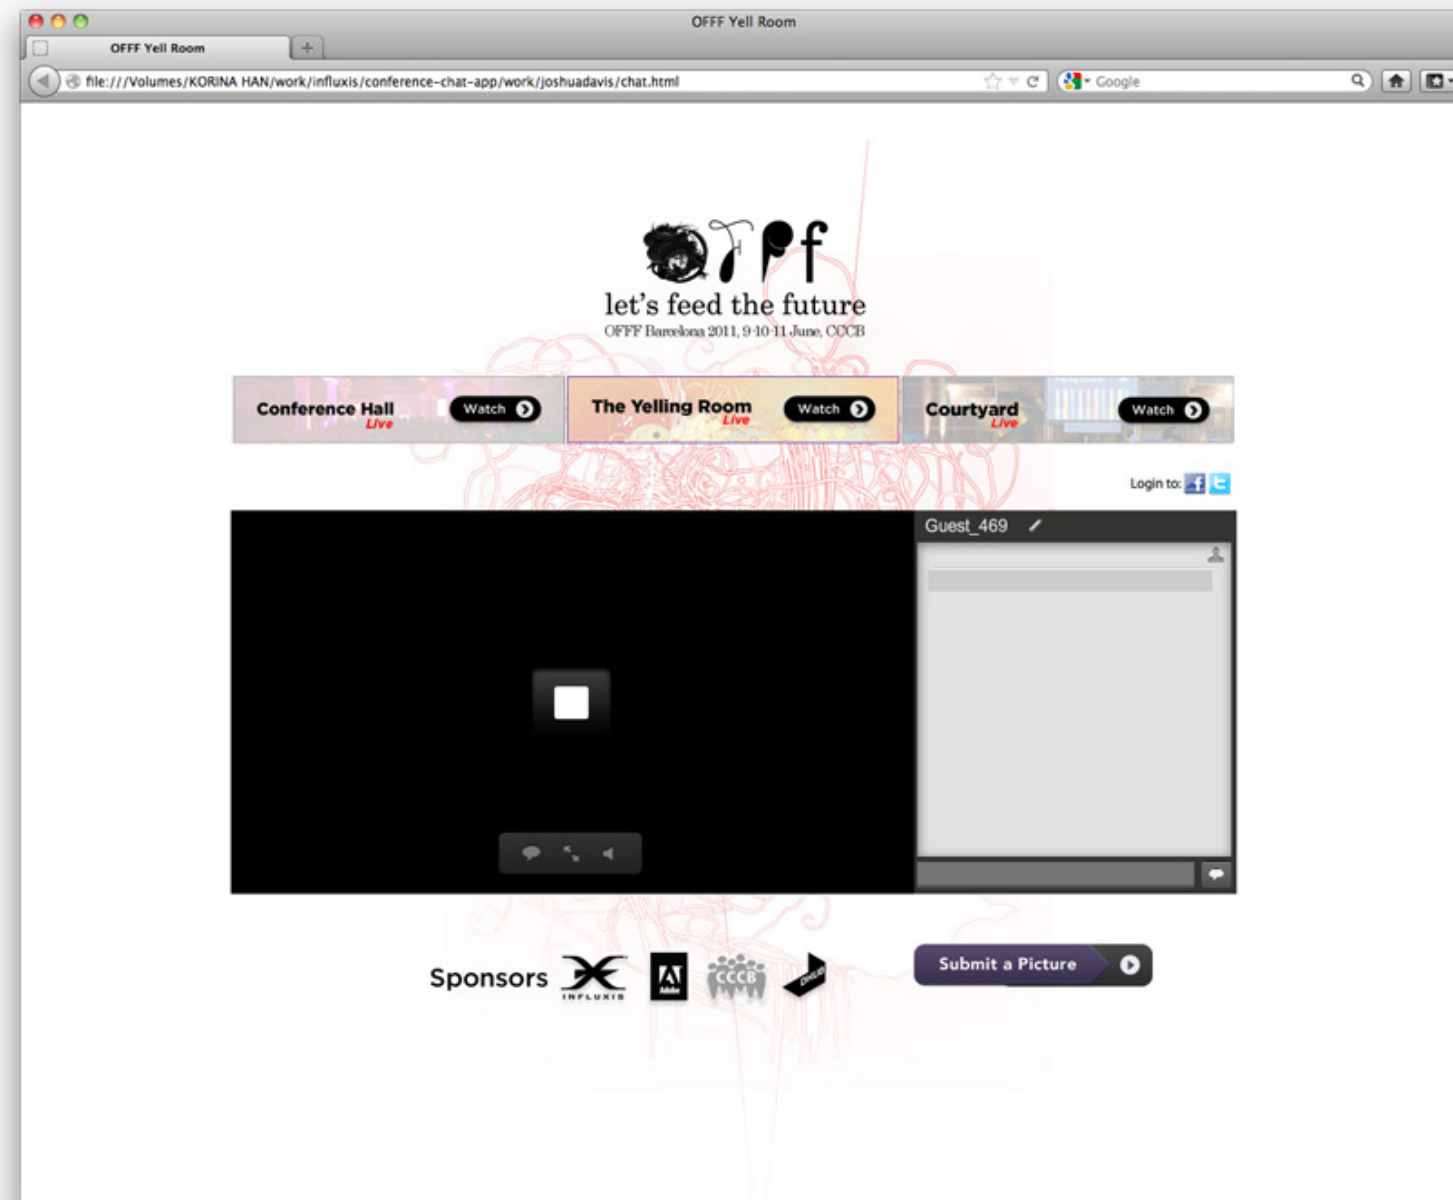 OFFF Yell Room
OFFF Yell Room
file:///Volumes/KORINA HAN/work/influxis/conference-chat-app/work/joshuadavis/chat.html
Google
OFFf
let's feed the future
OFFF Barcelona 2011, 9·10·11 June, CCCB
Conference Hall
Live
Watch
The Yelling Room
Live
Watch
Courtyard
Live
Watch
Login to:
Guest_469
Sponsors
INFLUXIS
Adobe
CCCB
DHUB
Submit a Picture